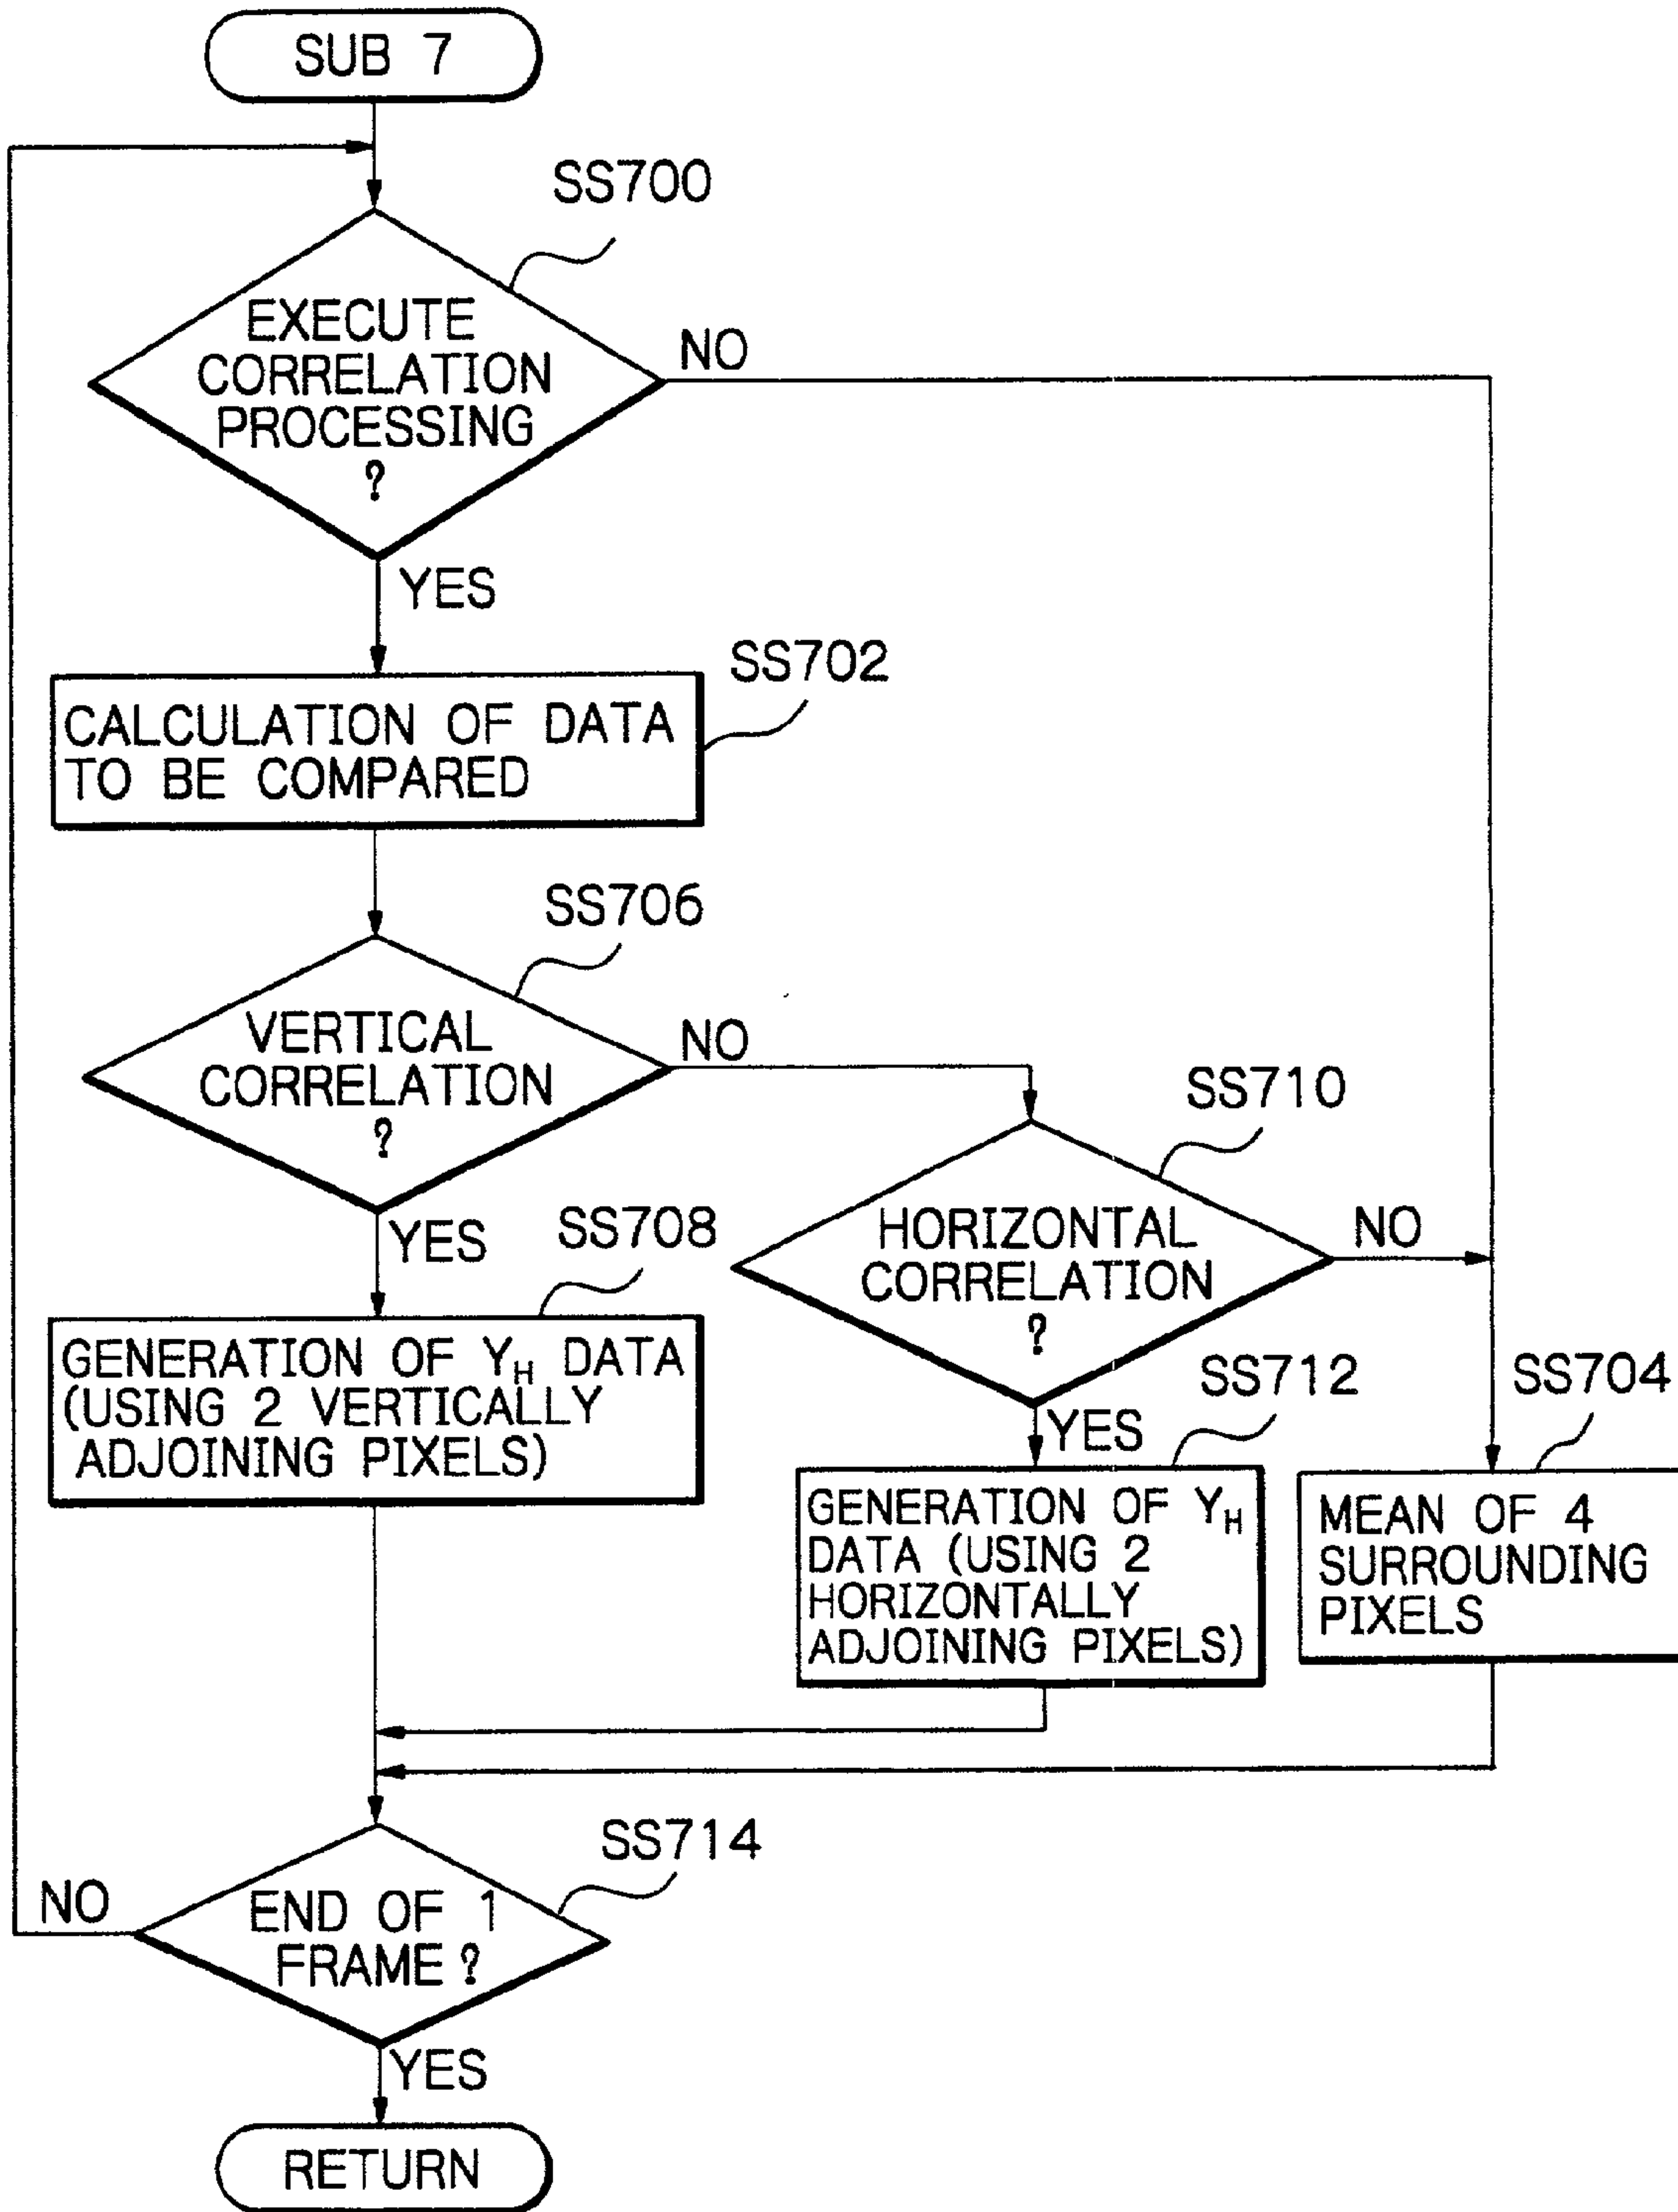 SUB 7
SS700
EXECUTE
CORRELATION
PROCESSING
?
NO
YES
SS702
CALCULATION OF DATA
TO BE COMPARED
SS706
VERTICAL
CORRELATION
?
NO
YES
SS710
HORIZONTAL
CORRELATION
?
NO
YES
SS708
GENERATION OF Y_H DATA
(USING 2 VERTICALLY
ADJOINING PIXELS)
SS712
GENERATION OF Y_H
DATA (USING 2
HORIZONTALLY
ADJOINING PIXELS)
SS704
MEAN OF 4
SURROUNDING
PIXELS
SS714
END OF 1
FRAME ?
NO
YES
RETURN